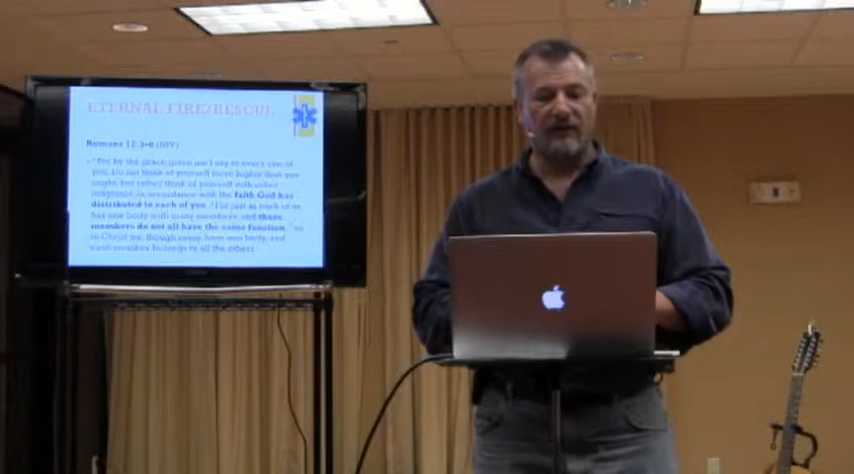 ETERNAL FIRE/RESCUE
Romans 12:3-8 (NIV)
"For by the grace given me I say to every one of
you: Do not think of yourself more highly than you
ought, but rather think of yourself with sober
judgment, in accordance with the faith God has
distributed to each of you. For just as each of us
has one body with many members, and these
members do not all have the same function, so
in Christ we, though many, form one body, and
each member belongs to all the others.